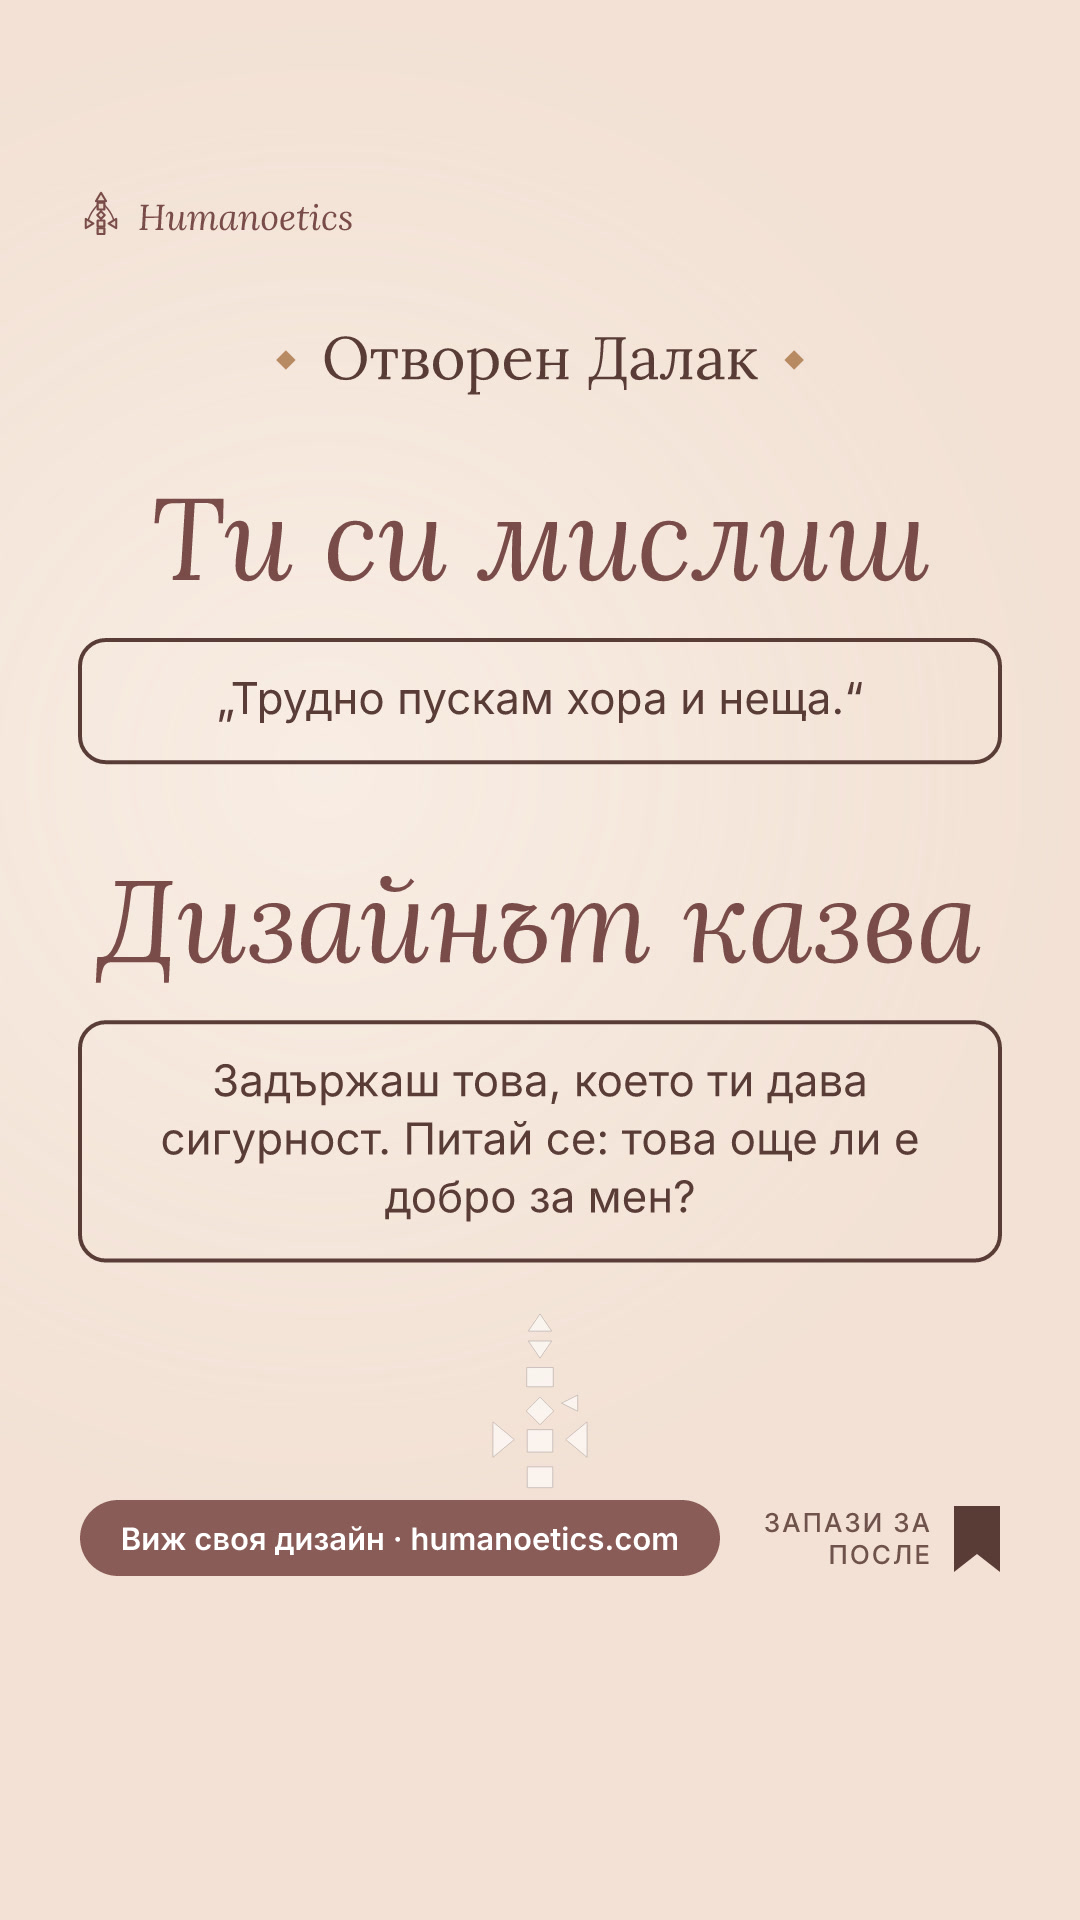 Humanoetics
Отворен Далак
Ти си мислиш
„Трудно пускам хора и неща.“
Дизайнът казва
Задържаш това, което ти дава
сигурност. Питай се: това още ли е
добро за мен?
Виж своя дизайн · humanoetics.com
ЗАПАЗИ ЗА
ПОСЛЕ